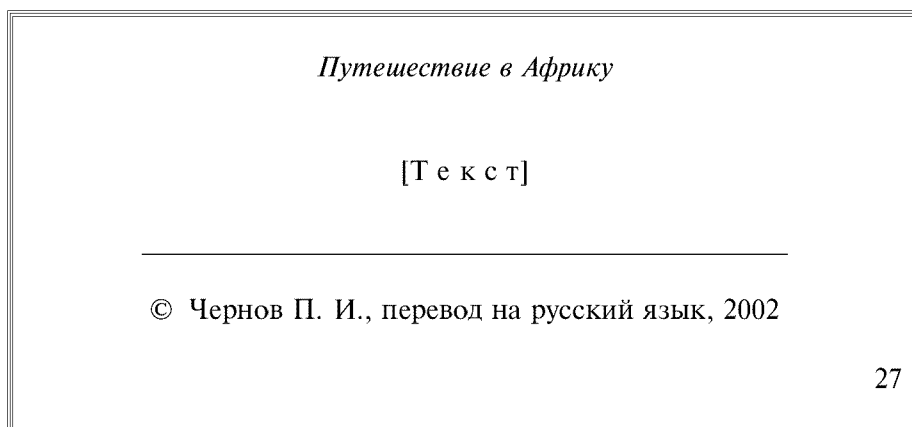 Путешествие в Африку
[Т е к с т]
© Чернов П. И., перевод на русский язык, 2002
27